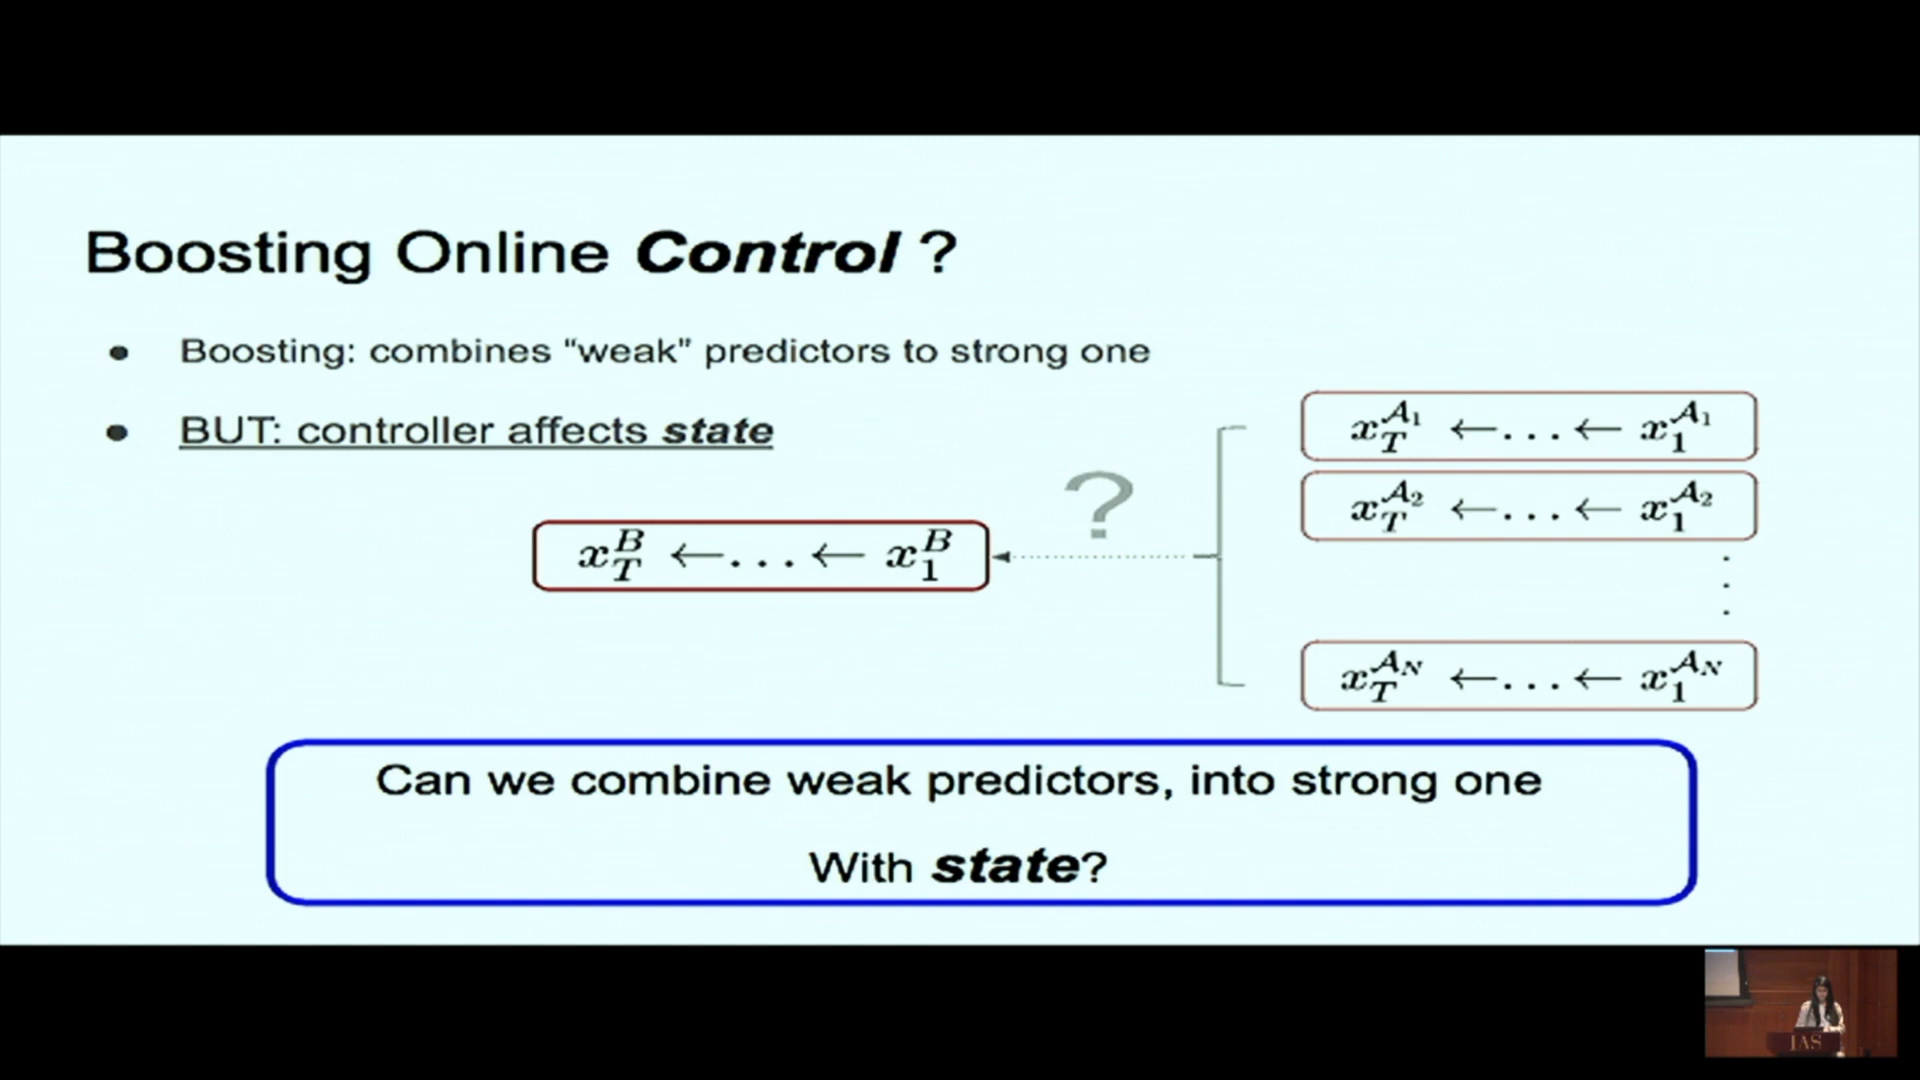 Boosting Online Control ?
• Boosting: combines “weak” predictors to strong one
• BUT: controller affects state
?
x_T^{A_1} ←...← x_1^{A_1}
x_T^{A_2} ←...← x_1^{A_2}
x_T^B ←...← x_1^B
x_T^{A_N} ←...← x_1^{A_N}
Can we combine weak predictors, into strong one
With state?
IAS